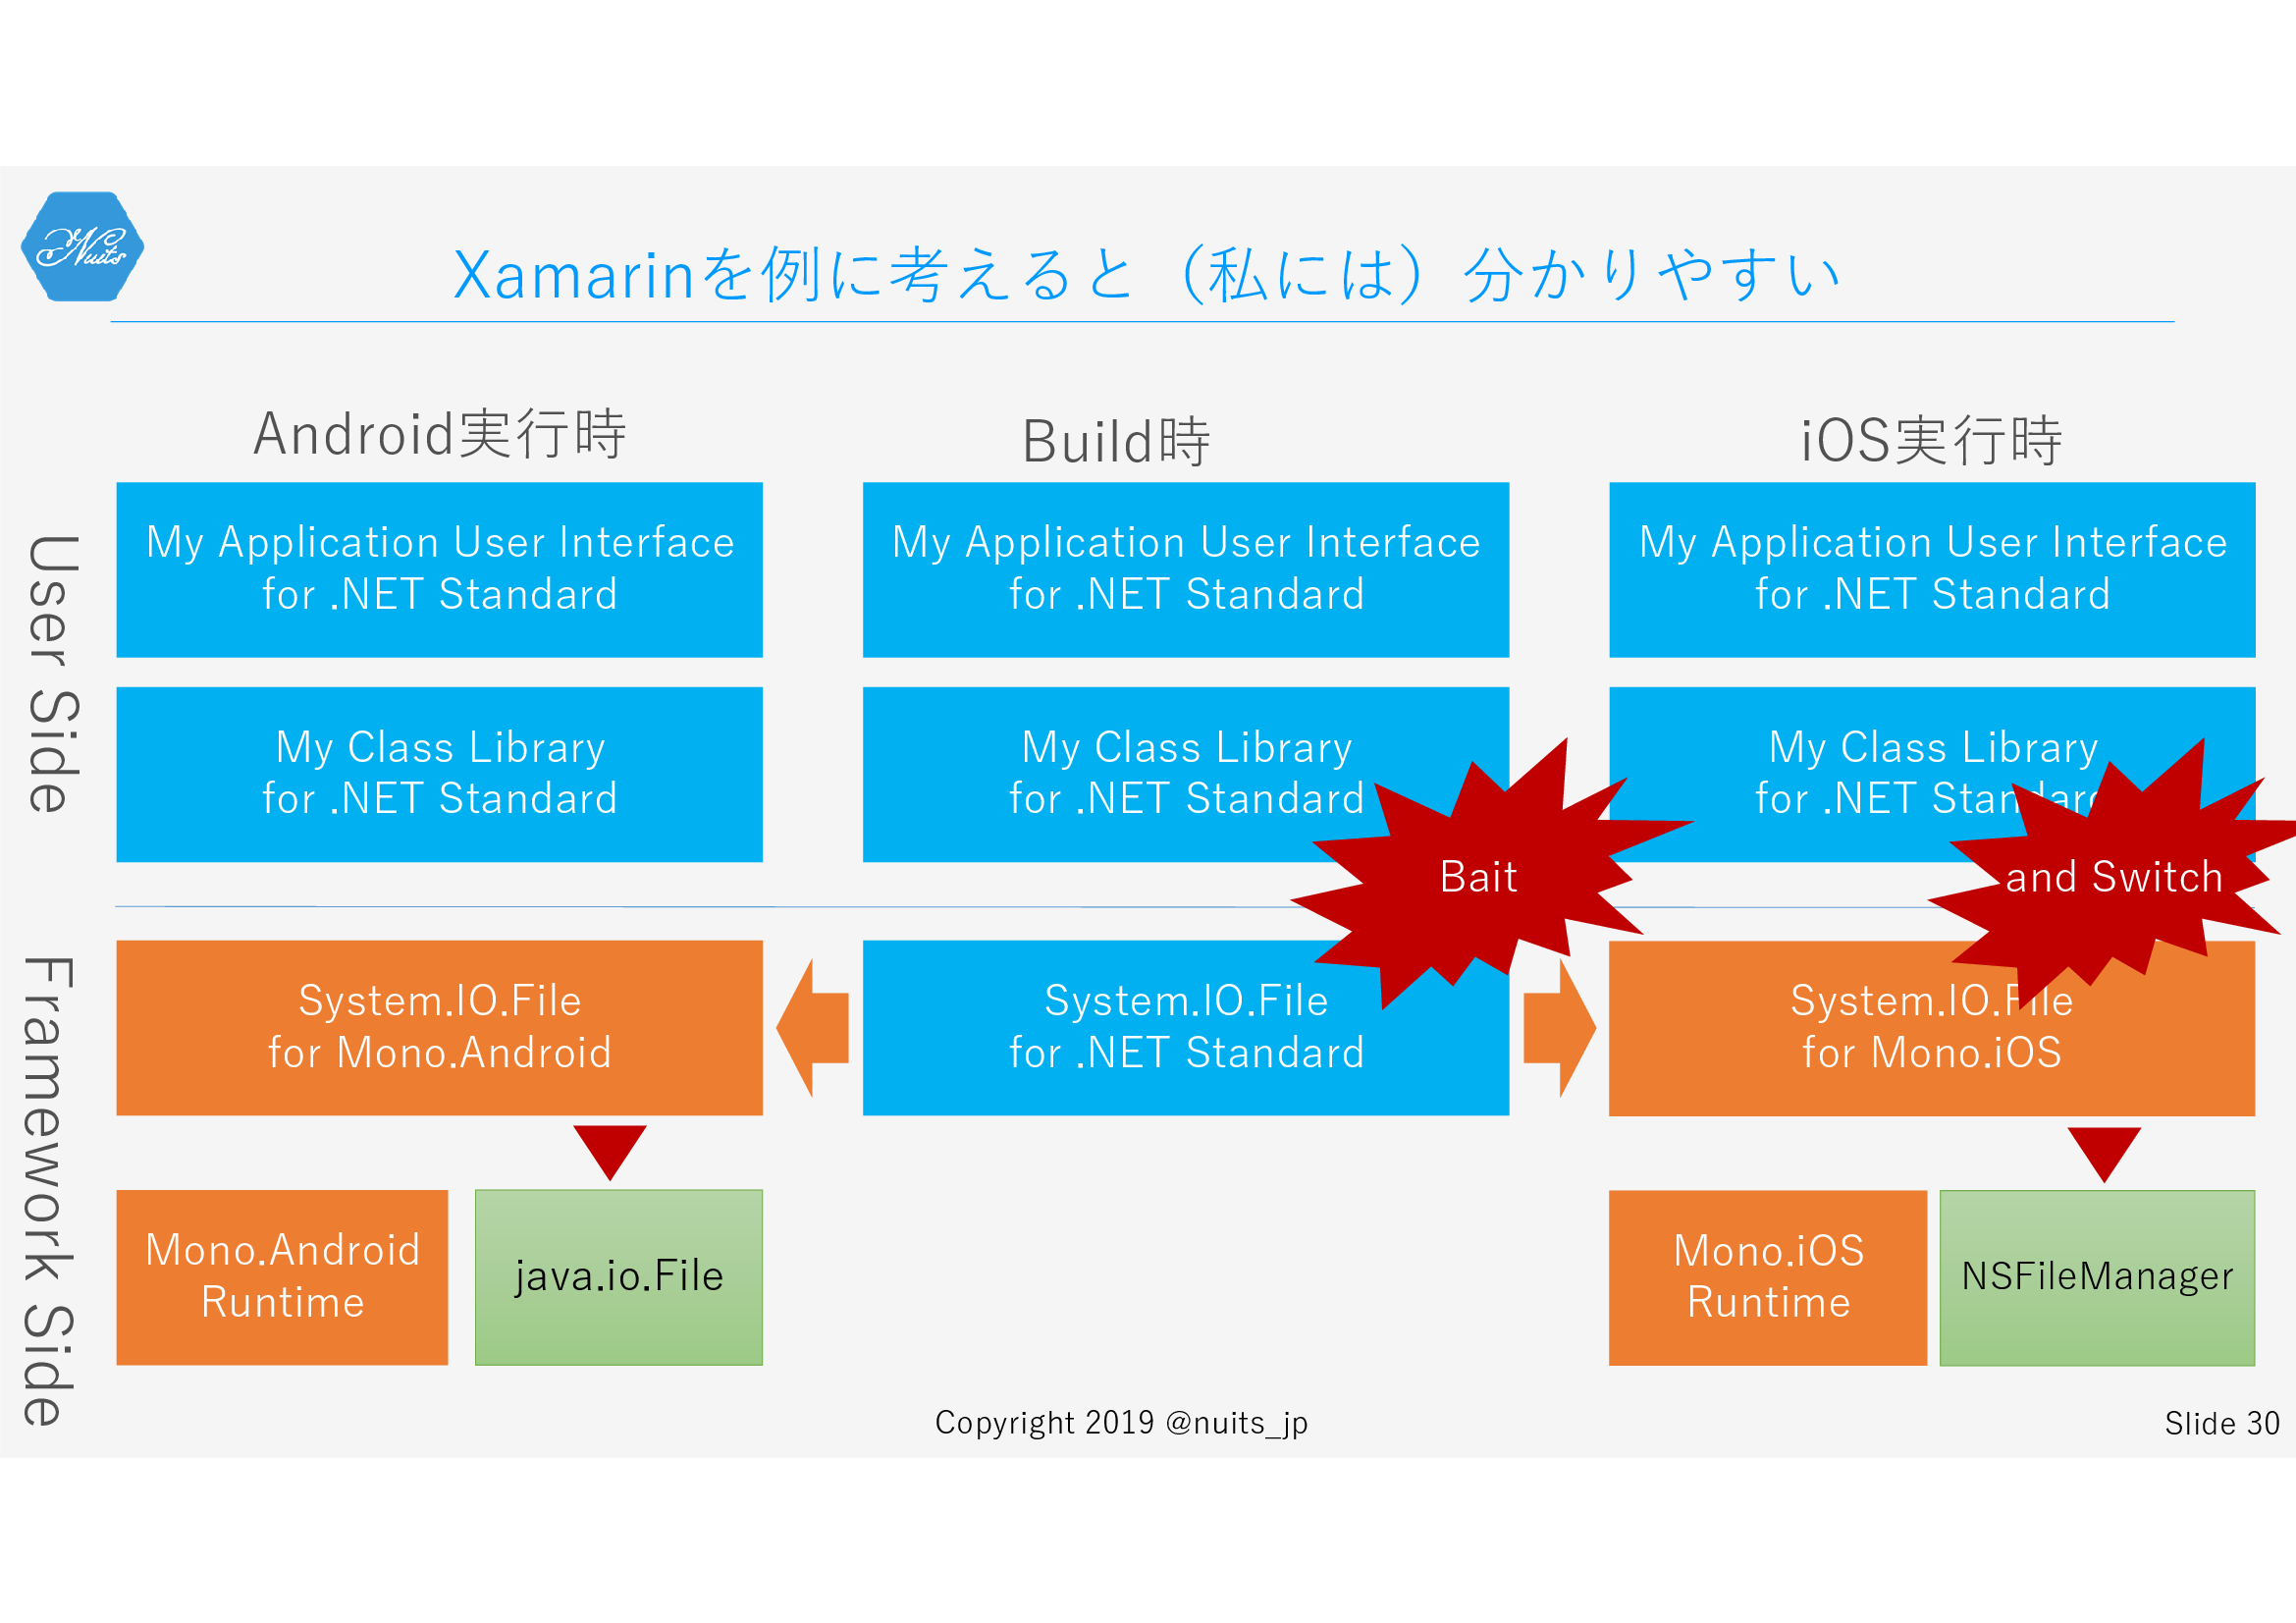 Nuits
Xamarinを例に考えると（私には）分かりやすい
Android実行時
Build時
iOS実行時
User Side
My Application User Interface
for .NET Standard
My Application User Interface
for .NET Standard
My Application User Interface
for .NET Standard
My Class Library
for .NET Standard
My Class Library
for .NET Standard
My Class Library
for .NET Standard
Bait
and Switch
Framework Side
System.IO.File
for Mono.Android
System.IO.File
for .NET Standard
System.IO.File
for Mono.iOS
Mono.Android
Runtime
java.io.File
Mono.iOS
Runtime
NSFileManager
Copyright 2019 @nuits_jp
Slide 30